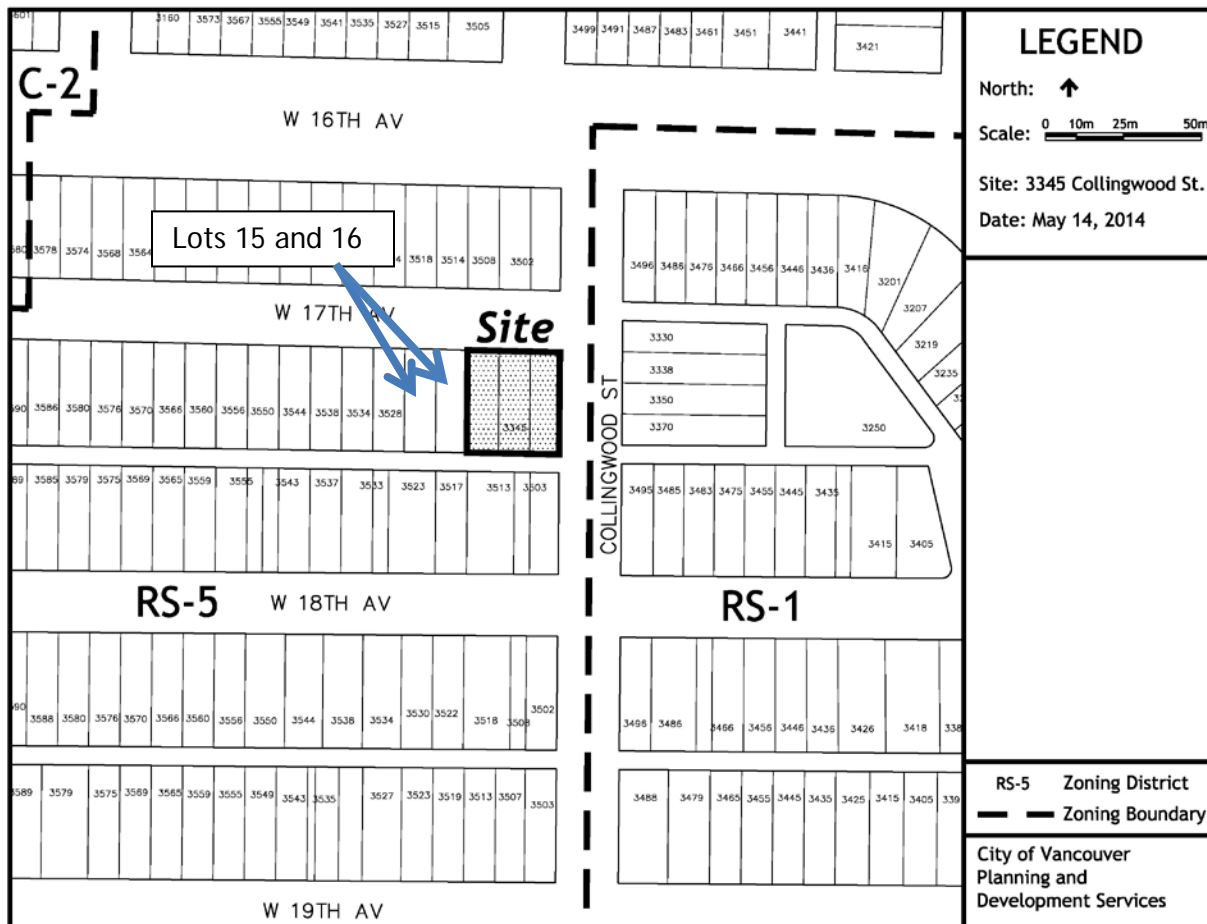 3601 3160 3573 3567 3555 3549 3541 3535 3527 3515 3505 3499 3491 3487 3483 3461 3451 3441
3421
C-2
W 16TH AV
3578 3574 3568 3564 3518 3514 3508 3502
Lots 15 and 16
3496 3486 3476 3466 3456 3446 3436 3416
3201
3207
3219
3235
W 17TH AV
Site
3330
3338
3350
3370
3250
COLLINGWOOD ST
3586 3580 3576 3570 3566 3560 3556 3550 3544 3538 3534 3528
3345
3585 3579 3575 3569 3565 3559 3555 3543 3537 3533 3523 3517 3513 3503
3495 3485 3483 3475 3455 3445 3435
3415 3405
RS-5
W 18TH AV
RS-1
3588 3580 3576 3570 3566 3560 3556 3550 3544 3538 3534 3530 3522 3518 3508 3502
3496 3486 3466 3456 3446 3436 3426 3418
3589 3579 3575 3569 3565 3559 3555 3549 3543 3535 3527 3523 3519 3513 3507 3503
3488 3479 3465 3455 3445 3435 3425 3415 3405
W 19TH AV
LEGEND
North:
Scale: 0 10m 25m 50m
Site: 3345 Collingwood St.
Date: May 14, 2014
RS-5 Zoning District
Zoning Boundary
City of Vancouver
Planning and
Development Services